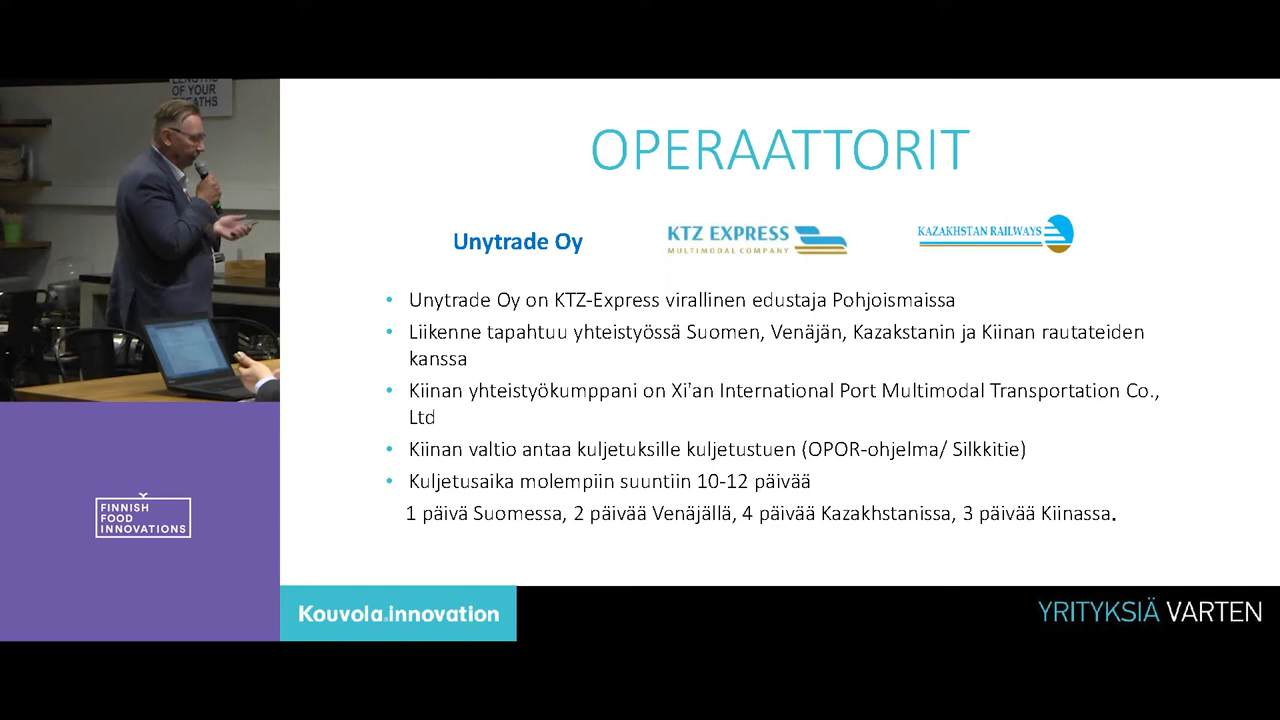 OF YOUR
OPERAATTORIT
Unytrade Oy
KTZ EXPRESS
MULTIMODAL COMPANY
KAZAKHSTAN RAILWAYS
• Unytrade Oy on KTZ-Express virallinen edustaja Pohjoismaissa
• Liikenne tapahtuu yhteistyössä Suomen, Venäjän, Kazakstanin ja Kiinan rautateiden
kanssa
• Kiinan yhteistyökumppani on Xi'an International Port Multimodal Transportation Co.,
Ltd
• Kiinan valtio antaa kuljetuksille kuljetustuen (OPOR-ohjelma/ Silkkitie)
• Kuljetusaika molempiin suuntiin 10-12 päivää
1 päivä Suomessa, 2 päivää Venäjällä, 4 päivää Kazakhstanissa, 3 päivää Kiinassa.
FINNISH
FOOD
INNOVATIONS
Kouvola.innovation
YRITYKSIÄ VARTEN